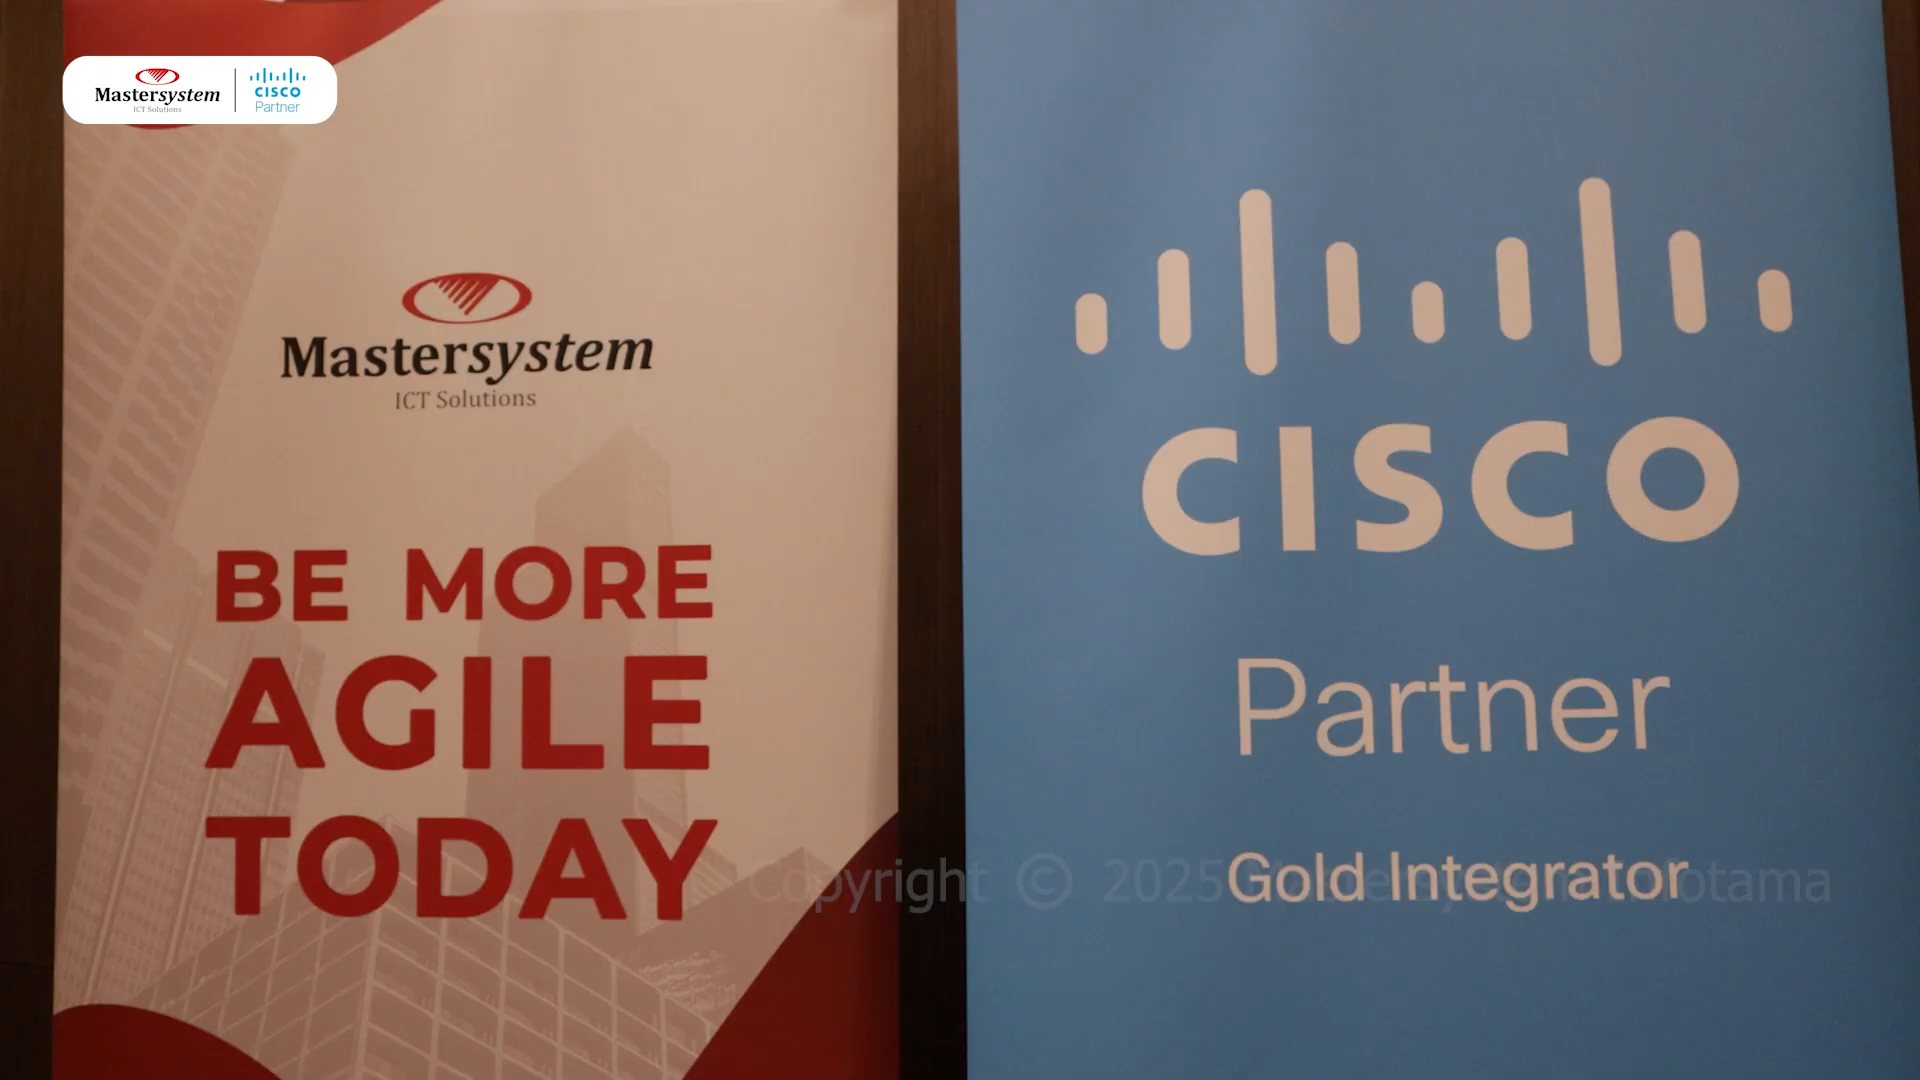 Mastersystem
ICT Solutions
CISCO
Partner
Mastersystem
ICT Solutions
BE MORE
AGILE
TODAY
CISCO
Partner
Gold Integrator
Copyright © 2025